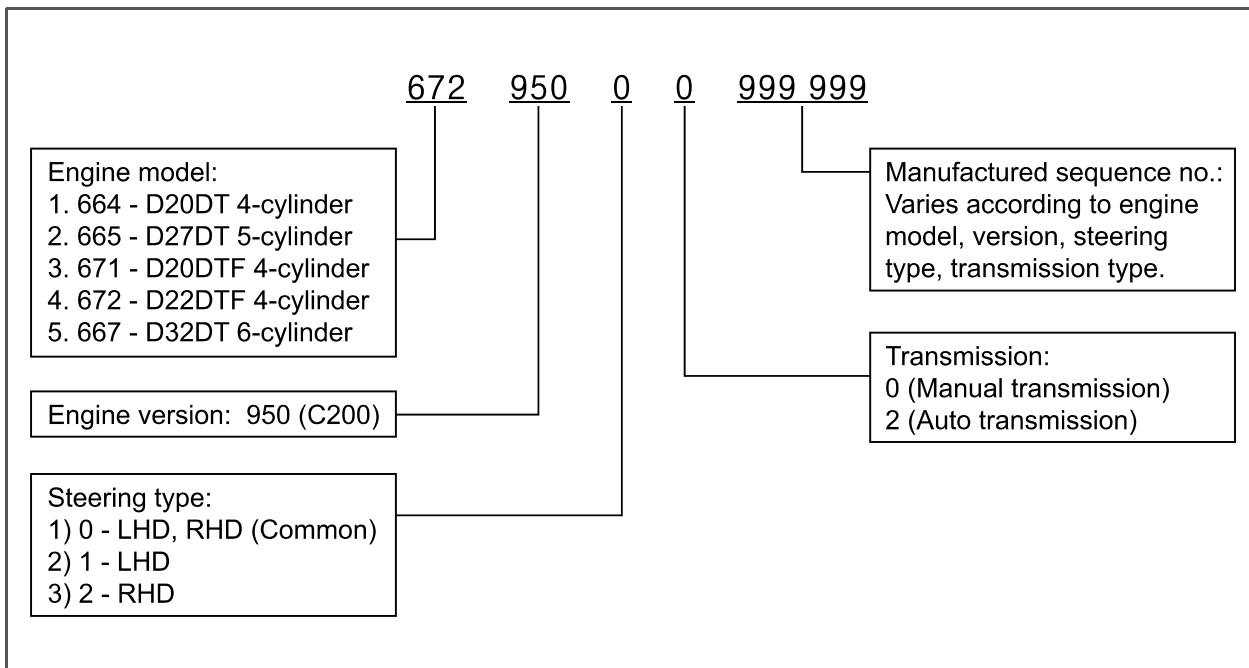 672 950 0 0 999 999
Engine model:
1. 664 - D20DT 4-cylinder
2. 665 - D27DT 5-cylinder
3. 671 - D20DTF 4-cylinder
4. 672 - D22DTF 4-cylinder
5. 667 - D32DT 6-cylinder
Engine version: 950 (C200)
Steering type:
1) 0 - LHD, RHD (Common)
2) 1 - LHD
3) 2 - RHD
Manufactured sequence no.:
Varies according to engine
model, version, steering
type, transmission type.
Transmission:
0 (Manual transmission)
2 (Auto transmission)